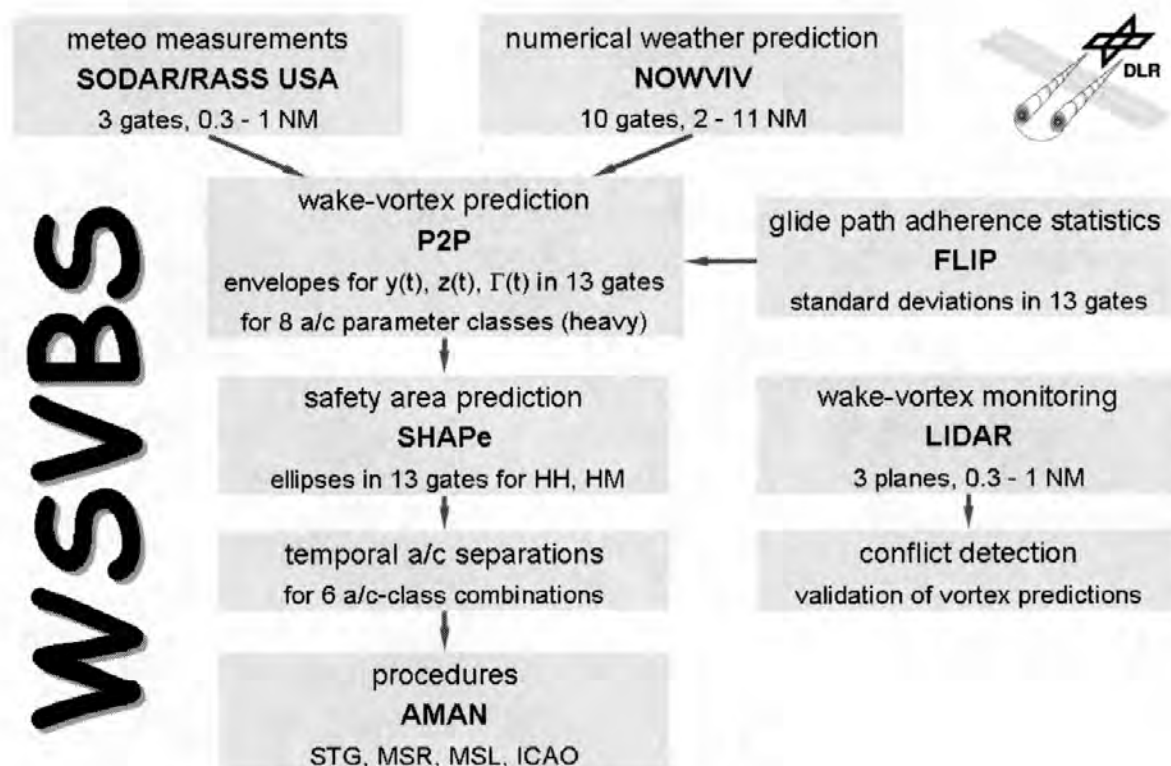 meteo measurements
SODAR/RASS USA
3 gates, 0.3 - 1 NM
numerical weather prediction
NOWVIV
10 gates, 2 - 11 NM
DLR
WSVBS
wake-vortex prediction
P2P
envelopes for y(t), z(t), Γ(t) in 13 gates
for 8 a/c parameter classes (heavy)
glide path adherence statistics
FLIP
standard deviations in 13 gates
safety area prediction
SHAPe
ellipses in 13 gates for HH, HM
wake-vortex monitoring
LIDAR
3 planes, 0.3 - 1 NM
temporal a/c separations
for 6 a/c-class combinations
conflict detection
validation of vortex predictions
procedures
AMAN
STG, MSR, MSL, ICAO